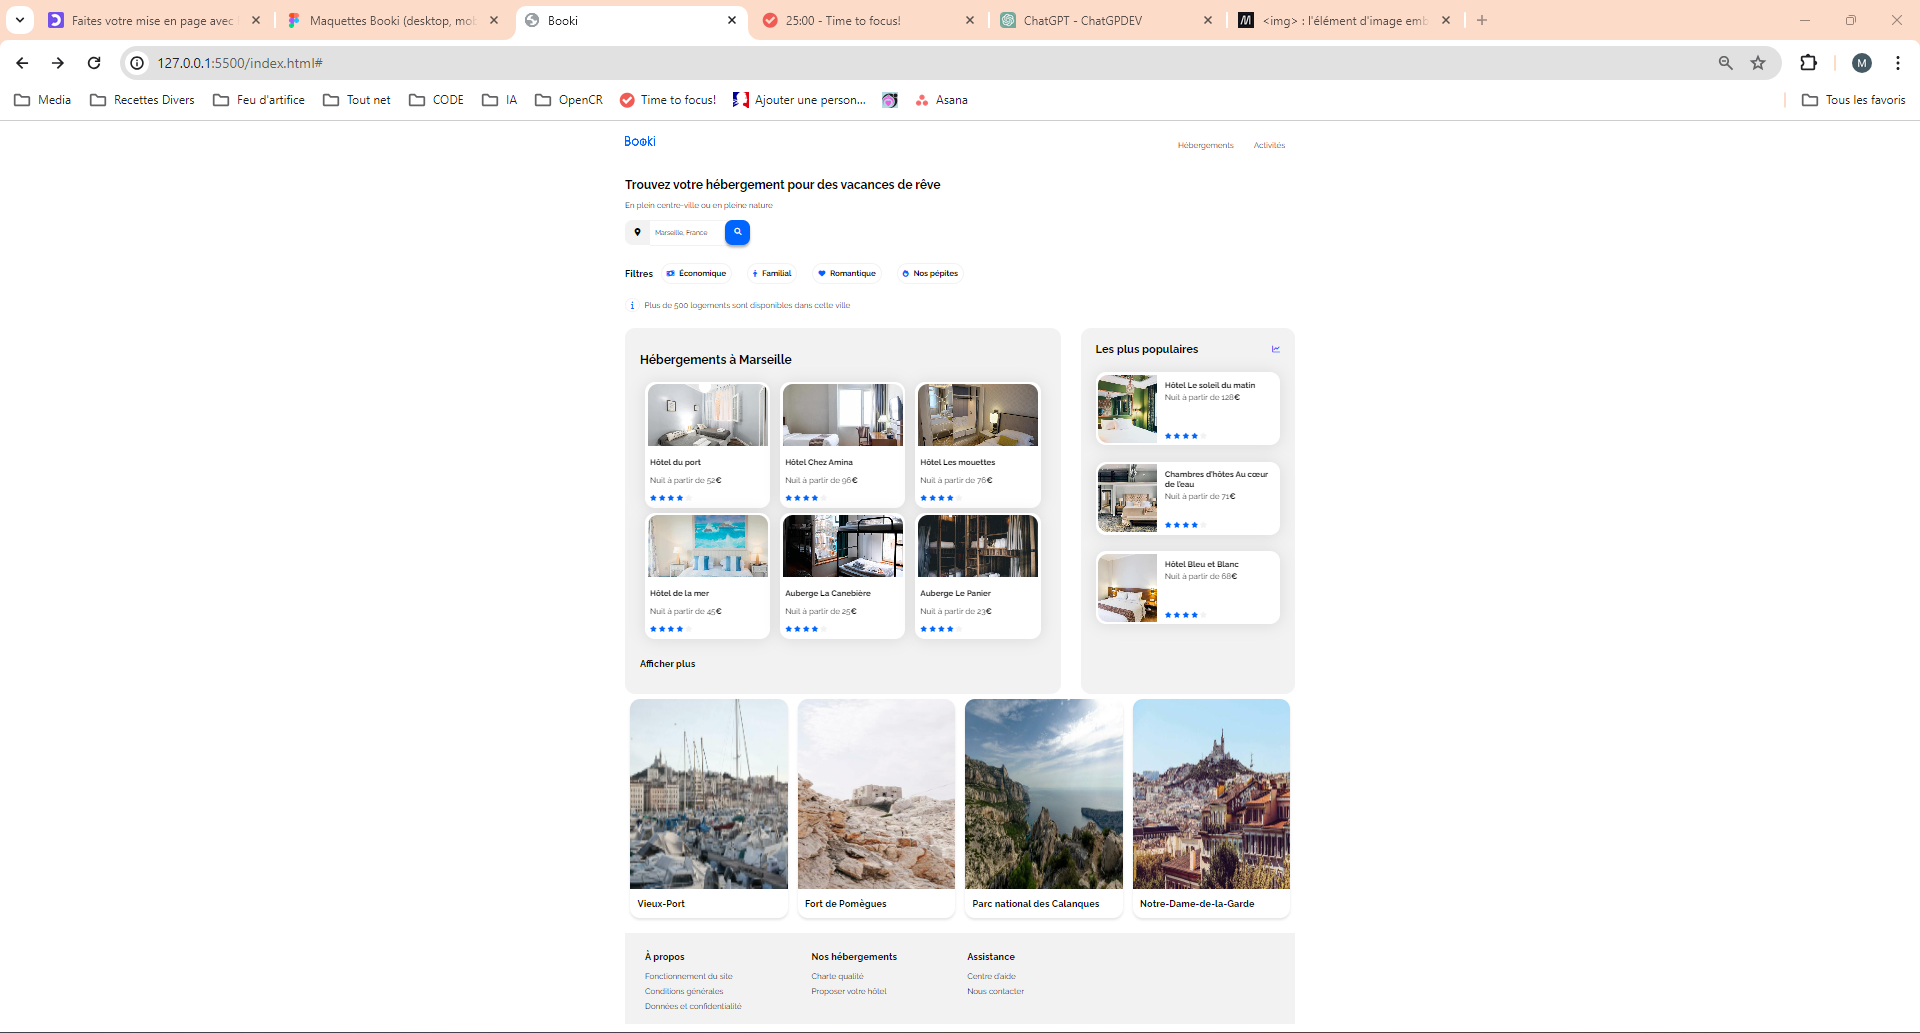 Faites votre mise en page avec
Maquettes Booki (desktop, mob
Booki
25:00 - Time to focus!
ChatGPT - ChatGPDEV
<img> : l'élément d'image emb
127.0.0.1:5500/index.html#
M
Media
Recettes Divers
Feu d'artifice
Tout net
CODE
IA
OpenCR
Time to focus!
Ajouter une person...
Asana
Tous les favoris
Booki
Hébergements
Activités
Trouvez votre hébergement pour des vacances de rêve
En plein centre-ville ou en pleine nature
Marseille, France
Filtres
Économique
Familial
Romantique
Nos pépites
Plus de 500 logements sont disponibles dans cette ville
Hébergements à Marseille
Hôtel du port
Nuit à partir de 52€
Hôtel Chez Amina
Nuit à partir de 96€
Hôtel Les mouettes
Nuit à partir de 76€
Hôtel de la mer
Nuit à partir de 45€
Auberge La Canebière
Nuit à partir de 25€
Auberge Le Panier
Nuit à partir de 23€
Afficher plus
Les plus populaires
Hôtel Le soleil du matin
Nuit à partir de 128€
Chambres d'hôtes Au cœur
de l'eau
Nuit à partir de 71€
Hôtel Bleu et Blanc
Nuit à partir de 68€
Vieux-Port
Fort de Pomègues
Parc national des Calanques
Notre-Dame-de-la-Garde
À propos
Fonctionnement du site
Conditions générales
Données et confidentialité
Nos hébergements
Charte qualité
Proposer votre hôtel
Assistance
Centre d'aide
Nous contacter